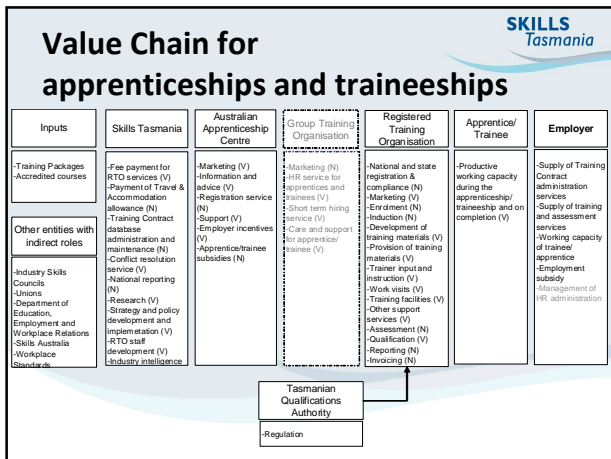 SKILLS
Tasmania
Value Chain for
apprenticeships and traineeships
Inputs
-Training Packages
-Accredited courses
Other entities with
indirect roles
-Industry Skills
Councils
-Unions
-Department of
Education,
Employment and
Workplace Relations
-Skills Australia
-Workplace
Standards
Skills Tasmania
-Fee payment for
RTO services (V)
-Payment of Travel &
Accommodation
allowance (N)
-Training Contract
database
administration and
maintenance (N)
-Conflict resolution
service (V)
-National reporting
(N)
-Research (V)
-Strategy and policy
development and
implemetation (V)
-RTO staff
development (V)
-Industry intelligence
Australian
Apprenticeship
Centre
-Marketing (V)
-Information and
advice (V)
-Registration service (N)
-Support (V)
-Employer incentives
(V)
-Apprentice/trainee
subsidies (N)
Group Training
Organisation
-Marketing (N)
-HR service for
apprentices and
trainees (V)
-Short term hiring
service (V)
-Care and support
for apprentice/
trainee (V)
Registered
Training
Organisation
-National and state
registration &
compliance (N)
-Marketing (V)
-Enrolment (N)
-Induction (N)
-Development of
training materials (V)
-Provision of training
materials (V)
-Trainer input and
instruction (V)
-Work visits (V)
-Training facilities (V)
-Other support
services (V)
-Assessment (N)
-Qualification (V)
-Reporting (N)
-Invoicing (N)
Apprentice/
Trainee
-Productive
working capacity
during the
apprenticeship/
traineeship and on
completion (V)
Employer
-Supply of Training
Contract
administration
services
-Supply of training
and assessment
services
-Working capacity
of trainee/
apprentice
-Employment
subsidy
-Management of
HR administration
Tasmanian
Qualifications
Authority
-Regulation